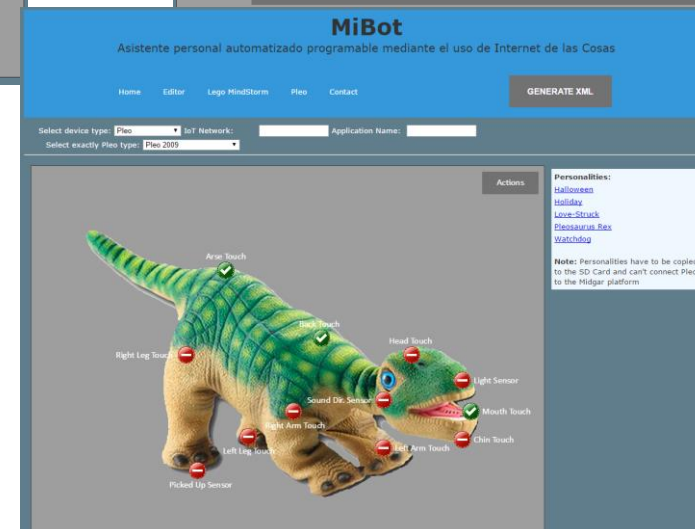 MiBot
Asistente personal automatizado programable mediante el uso de Internet de las Cosas
Home Editor Lego MindStorm Pleo Contact GENERATE XML
Select device type: Pleo IoT Network: Application Name:
Select exactly Pleo type: Pleo 2009
Actions
Personalities:
Halloween
Holiday
Love-Struck
Pleosaurus Rex
Watchdog
Note: Personalities have to be copied
to the SD Card and can't connect Pleo
to the Midgar platform
Arse Touch
Back Touch
Head Touch
Right Leg Touch
Light Sensor
Sound Dir. Sensor
Mouth Touch
Right Arm Touch
Chin Touch
Left Leg Touch
Left Arm Touch
Picked Up Sensor